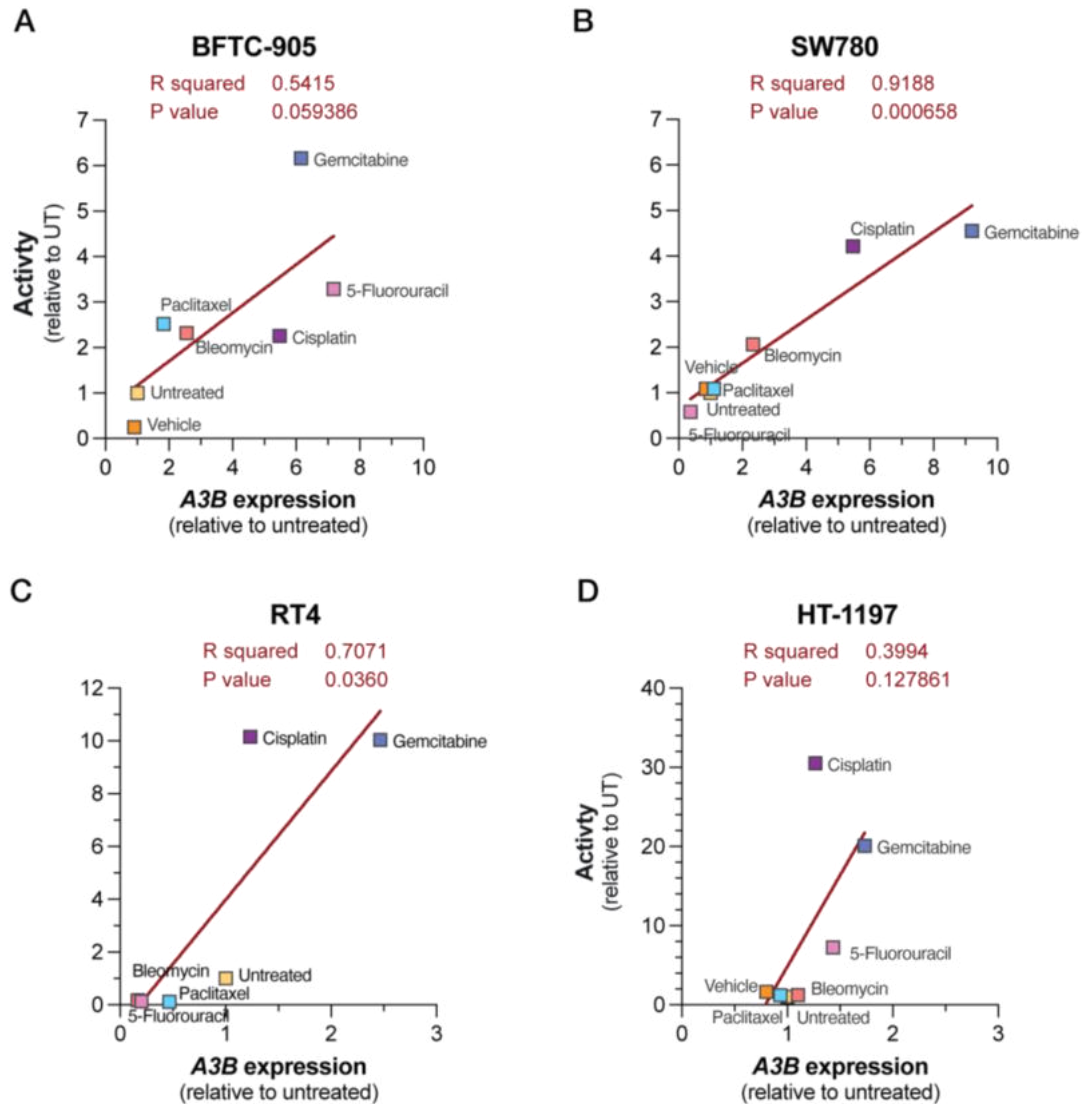 A
BFTC-905
R squared 0.5415
P value 0.059386
7
6
5
4
3
2
1
0
Activty
(relative to UT)
Gemcitabine
5-Fluorouracil
Paclitaxel
Bleomycin
Cisplatin
Untreated
Vehicle
0 2 4 6 8 10
A3B expression
(relative to untreated)
B
SW780
R squared 0.9188
P value 0.000658
7
6
5
4
3
2
1
0
Cisplatin
Gemcitabine
Bleomycin
Vehicle
Paclitaxel
Untreated
5-Fluorouracil
0 2 4 6 8 10
A3B expression
(relative to untreated)
C
RT4
R squared 0.7071
P value 0.0360
12
10
8
6
4
2
0
Cisplatin
Gemcitabine
Bleomycin
Untreated
Paclitaxel
5-Fluorouracil
0 1 2 3
A3B expression
(relative to untreated)
D
HT-1197
R squared 0.3994
P value 0.127861
40
30
20
10
0
Activty
(relative to UT)
Cisplatin
Gemcitabine
5-Fluorouracil
Vehicle
Bleomycin
Paclitaxel
Untreated
0 1 2 3
A3B expression
(relative to untreated)